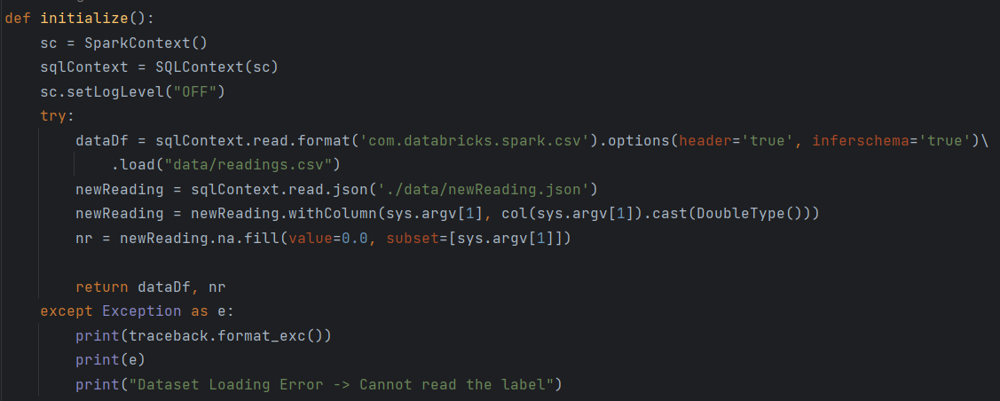 def initialize():
    sc = SparkContext()
    sqlContext = SQLContext(sc)
    sc.setLogLevel("OFF")
    try:
        dataDf = sqlContext.read.format('com.databricks.spark.csv').options(header='true', inferschema='true')\
            .load("data/readings.csv")
        newReading = sqlContext.read.json('./data/newReading.json')
        newReading = newReading.withColumn(sys.argv[1], col(sys.argv[1]).cast(DoubleType()))
        nr = newReading.na.fill(value=0.0, subset=[sys.argv[1]])

        return dataDf, nr
    except Exception as e:
        print(traceback.format_exc())
        print(e)
        print("Dataset Loading Error -> Cannot read the label")